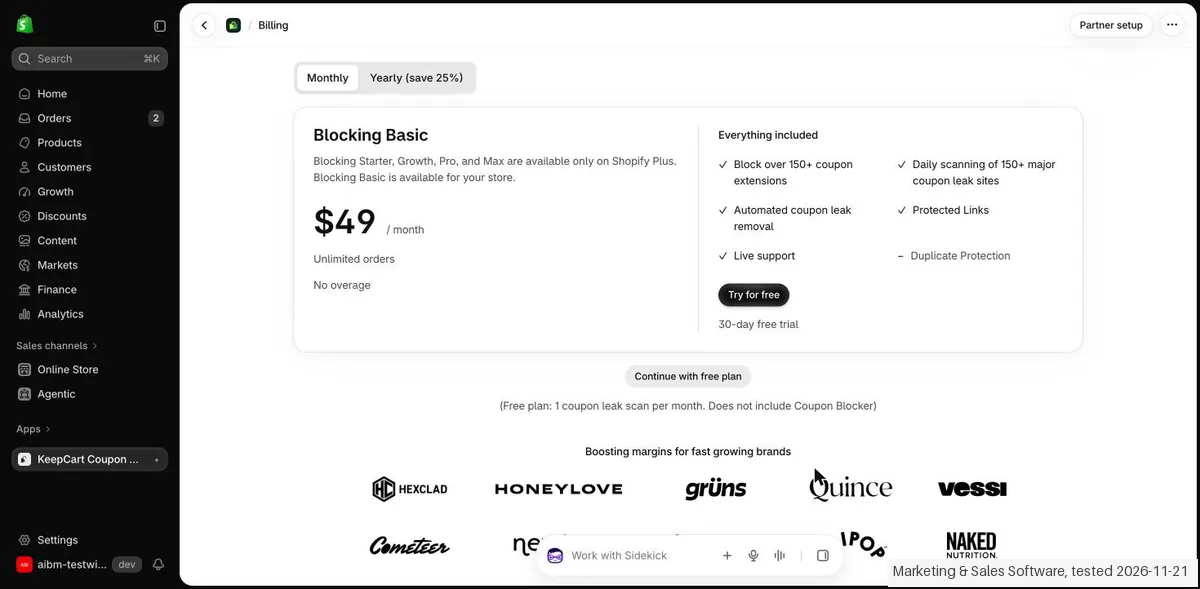 Billing
Partner setup
Search ⌘K
Home
Orders 2
Products
Customers
Growth
Discounts
Content
Markets
Finance
Analytics
Sales channels
Online Store
Agentic
Apps
KeepCart Coupon ...
Settings
AB aibm-testwi... dev
Monthly Yearly (save 25%)
Blocking Basic
Blocking Starter, Growth, Pro, and Max are available only on Shopify Plus.
Blocking Basic is available for your store.
$49 / month
Unlimited orders
No overage
Everything included
Block over 150+ coupon
extensions
Daily scanning of 150+ major
coupon leak sites
Automated coupon leak
removal
Protected Links
Live support
Duplicate Protection
Try for free
30-day free trial
Continue with free plan
(Free plan: 1 coupon leak scan per month. Does not include Coupon Blocker)
Boosting margins for fast growing brands
HEXCLAD
HONEYLOVE
grüns
Quince
vessi
Cometeer
NAKED
NUTRITION.
Work with Sidekick
Marketing & Sales Software, tested 2026-11-21